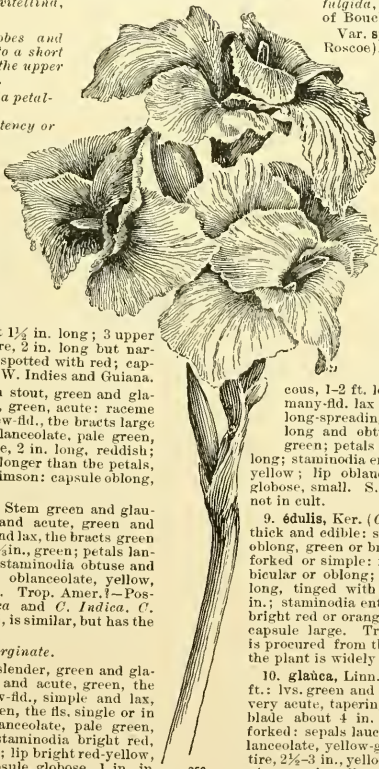 vitellina,
obes and
to a short
the upper
a petal-
tency or
1½ in. long; 3 upper
re, 2 in. long but nar-
spotted with red; cap-
W. Indies and Guiana.
stout, green and gla-
, green, acute: raceme
w-fld., the bracts large
lanceolate, pale green,
e, 2 in. long, reddish;
longer than the petals,
imson: capsule oblong,
Stem green and glau-
and acute, green and
nd lax, the bracts green
in., green; petals lan-
staminodia obtuse and
oblanceolate, yellow,
. Trop. Amer.?—Pos-
ca and C. Indica. C.
, is similar, but has the
rginate.
slender, green and gla-
and acute, green, the
w-fld., simple and lax,
en, the fls. single or in
anceolate, pale green,
staminodia bright red,
; lip bright red-yellow,
sule globose, 1 in. in
fulgida,
of Bouc
Var. s
Roscoe)
cous, 1-2 ft. l
many-fld. lax
long-spreadin
long and obt
green; petals
long; staminodia en
yellow; lip oblanc
globose, small. S.
not in cult.
9. édulis, Ker. (C
thick and edible: s
oblong, green or br
forked or simple:
bicular or oblong;
long, tinged with
in.; staminodia ent
bright red or orang
capsule large. Tr
is procured from th
the plant is widely
10. glaùca, Linn.
ft.: lvs. green and
very acute, taperin
blade about 4 in.
forked: sepals lanc
lanceolate, yellow-g
tire, 2½-3 in., yello